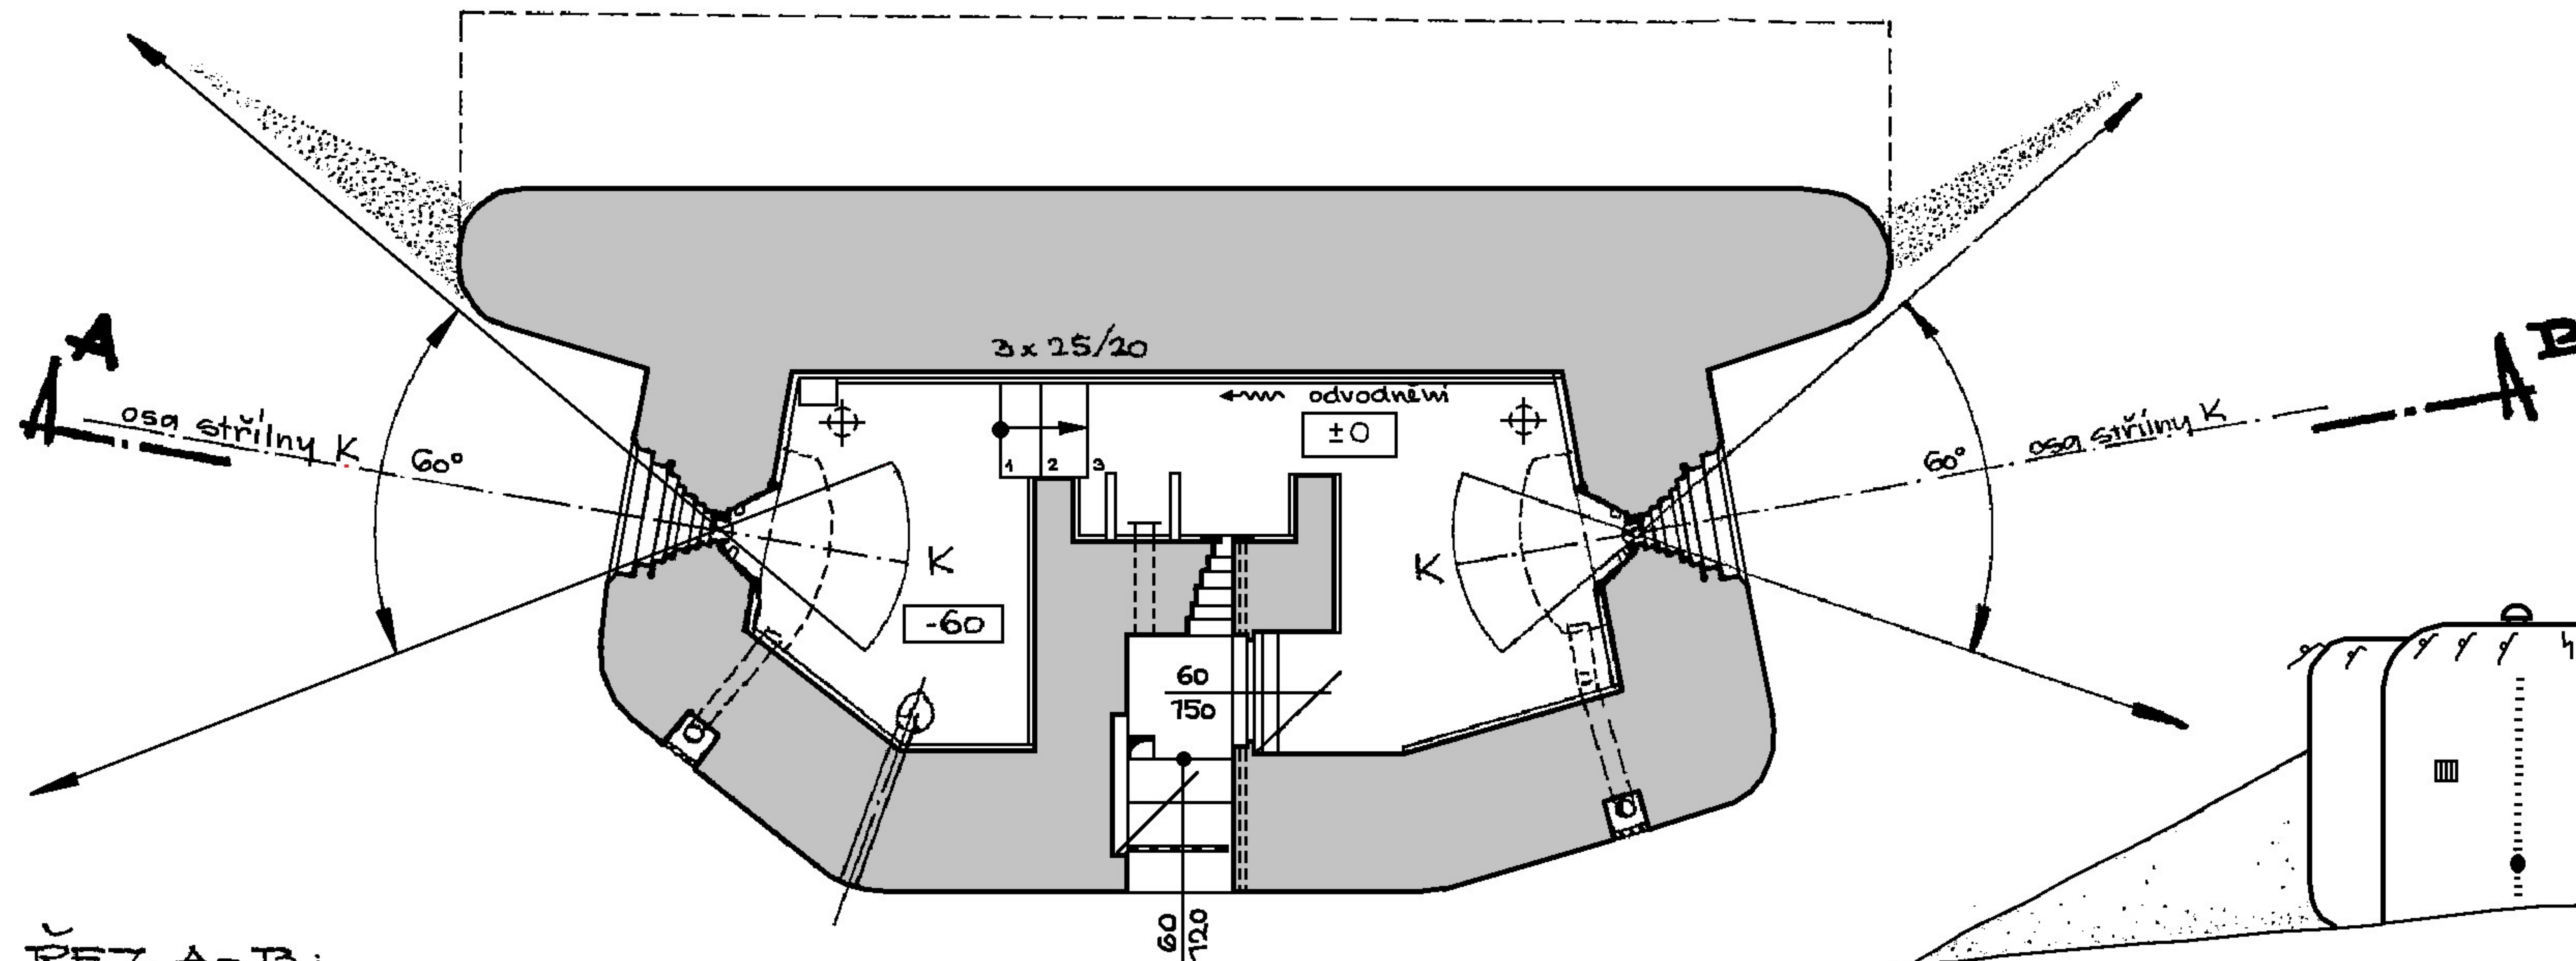 A
B
3 x 25/20
odvodnění
osa střílny K
60°
±0
1 2 3
60°
osa střílny K
K
K
-60
60
150
60
120
ŘEZ A-B: